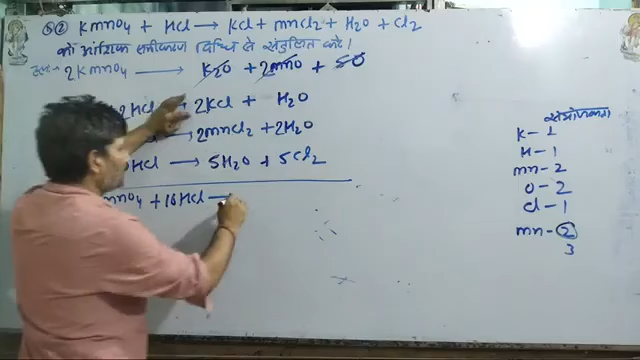 Q② KmnO4 + HCl → KCl + mnCl2 + H2O + Cl2
को आंशिक समीकरण विधि से संतुलित करें।
2KmnO4 → K2O + 2mnO + 5O
2HCl → 2KCl + H2O
→ 2mnCl2 + 2H2O
HCl → 5H2O + 5Cl2
mnO4 + 16HCl →
K - 1
H - 1
mn - 2
O - 2
Cl - 1
mn - 2
3